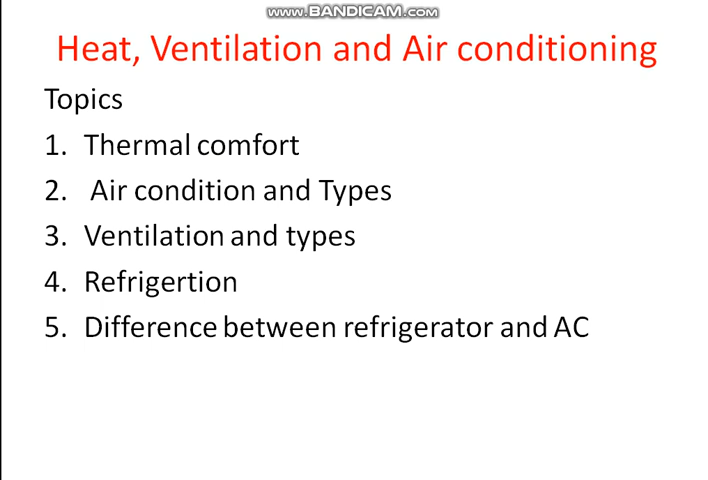 www.BANDICAM.com
Heat, Ventilation and Air conditioning
Topics
1. Thermal comfort
2. Air condition and Types
3. Ventilation and types
4. Refrigertion
5. Difference between refrigerator and AC